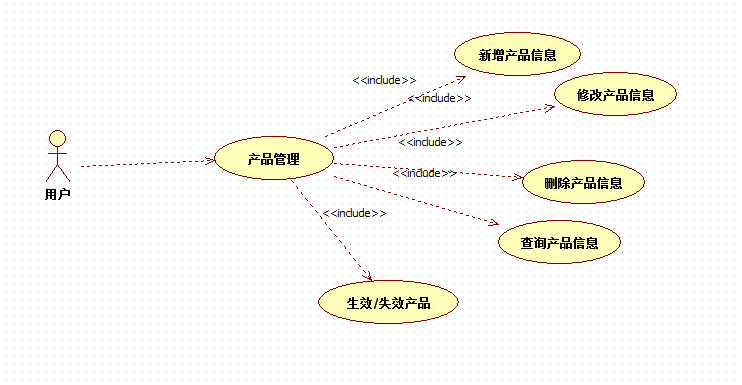 新增产品信息
<<include>>
修改产品信息
<<include>>
<<include>>
产品管理
<<include>>
删除产品信息
用户
<<include>>
查询产品信息
生效/失效产品